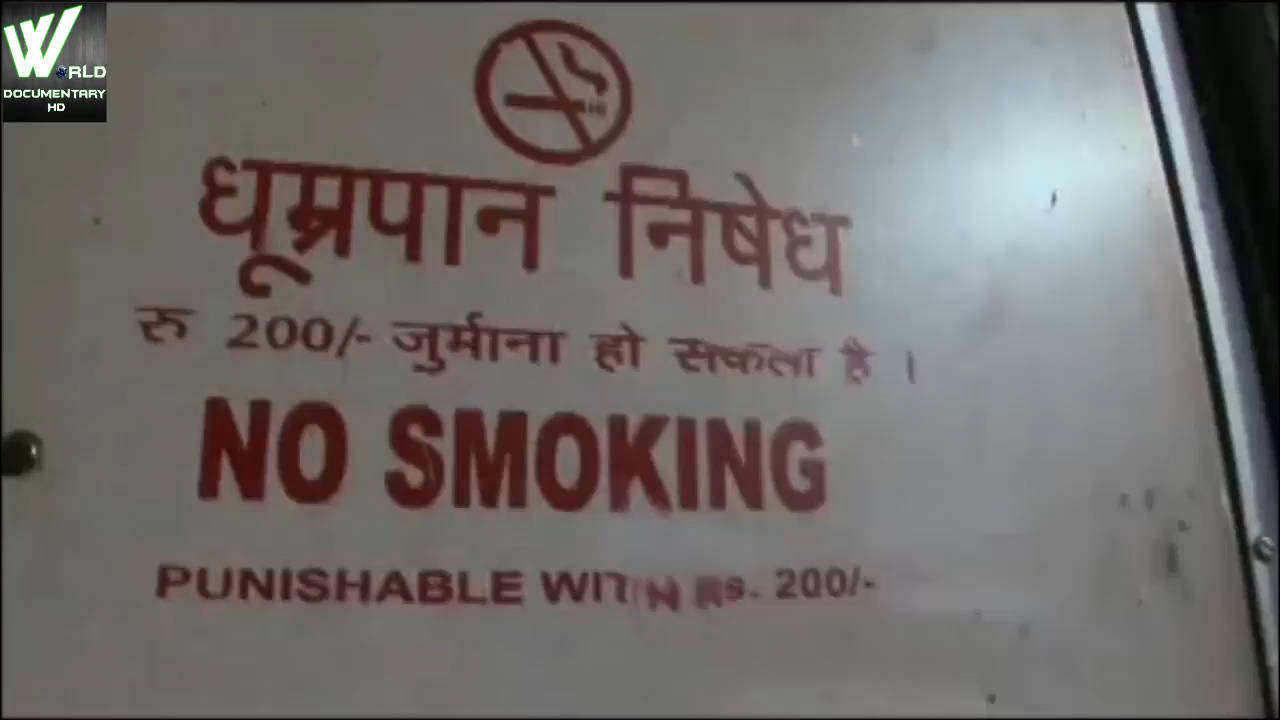 WORLD
DOCUMENTARY
HD
धूम्रपान निषेध
रु 200/- जुर्माना हो सकता है ।
NO SMOKING
PUNISHABLE WITH Rs. 200/-